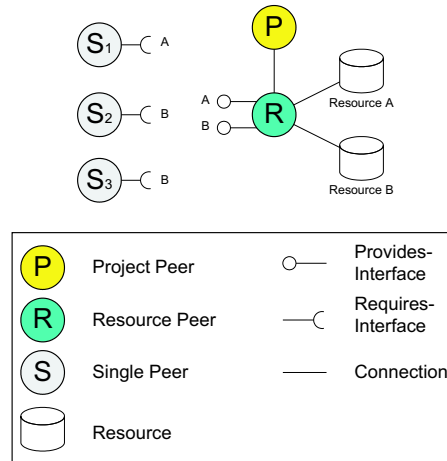 P
S1 A
A
R
Resource A
S2 B
B
S3 B
Resource B
P Project Peer
Provides-
Interface
R Resource Peer
Requires-
Interface
S Single Peer
Connection
Resource